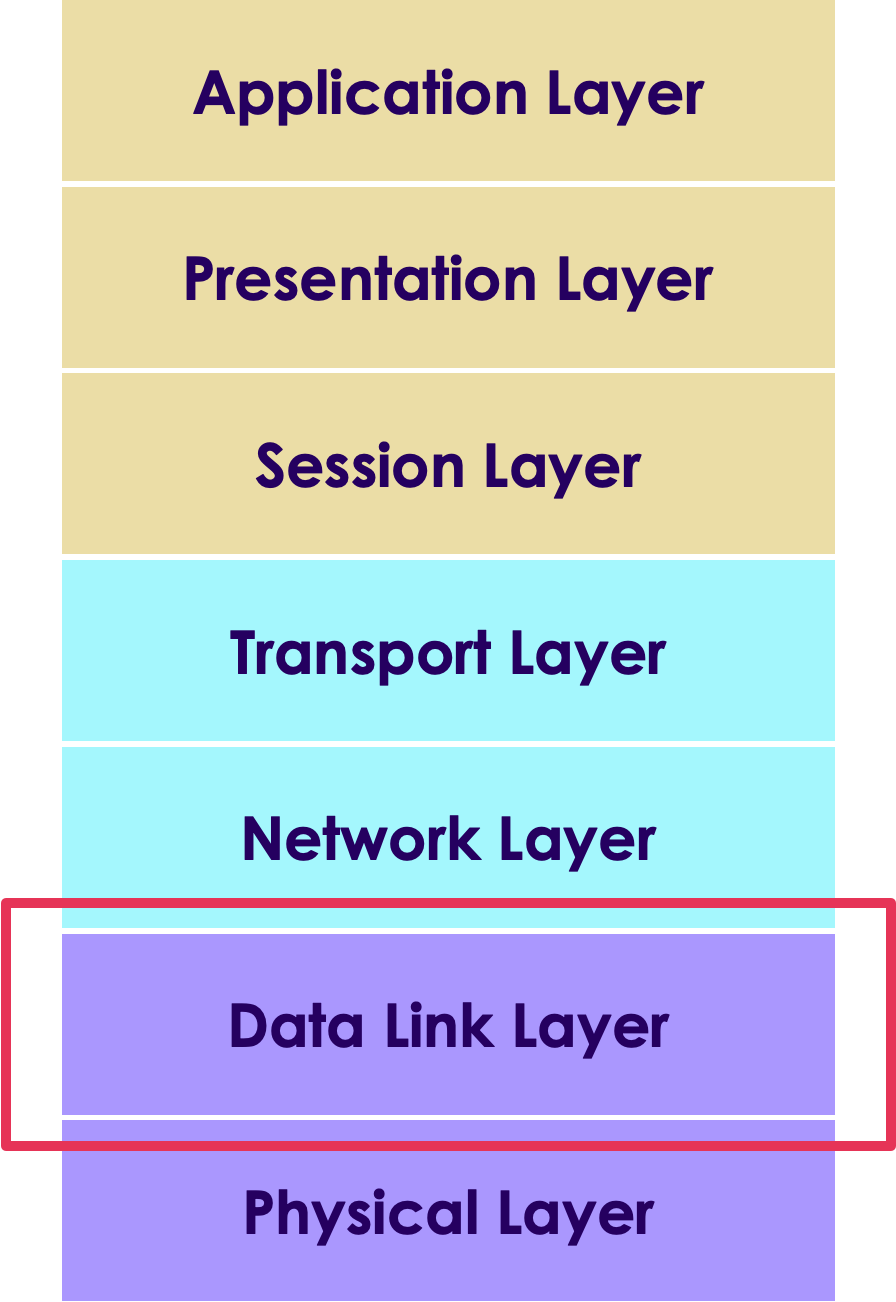 Application Layer
Presentation Layer
Session Layer
Transport Layer
Network Layer
Data Link Layer
Physical Layer